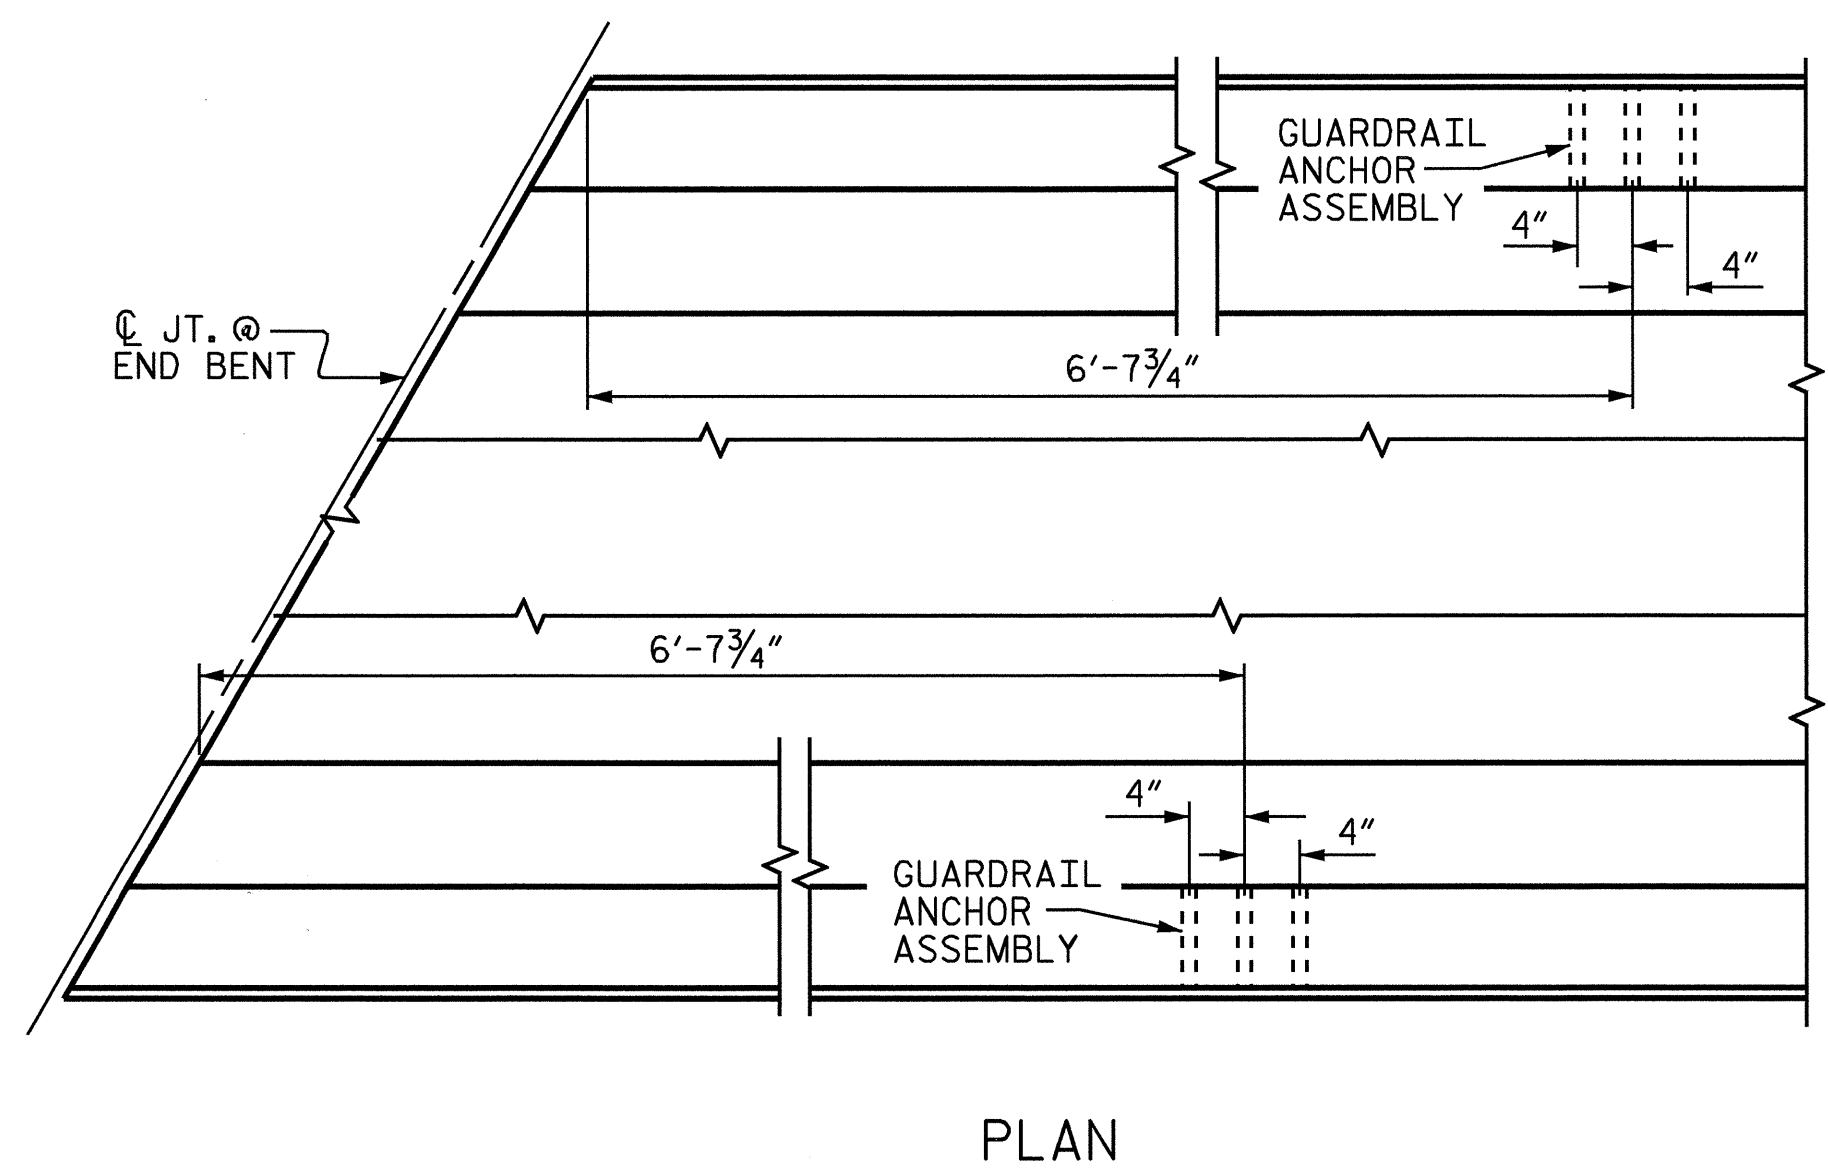 GUARDRAIL
ANCHOR
ASSEMBLY
4"
4"
℄ JT. @
END BENT
6'-7¾"
6'-7¾"
4"
4"
GUARDRAIL
ANCHOR
ASSEMBLY
PLAN